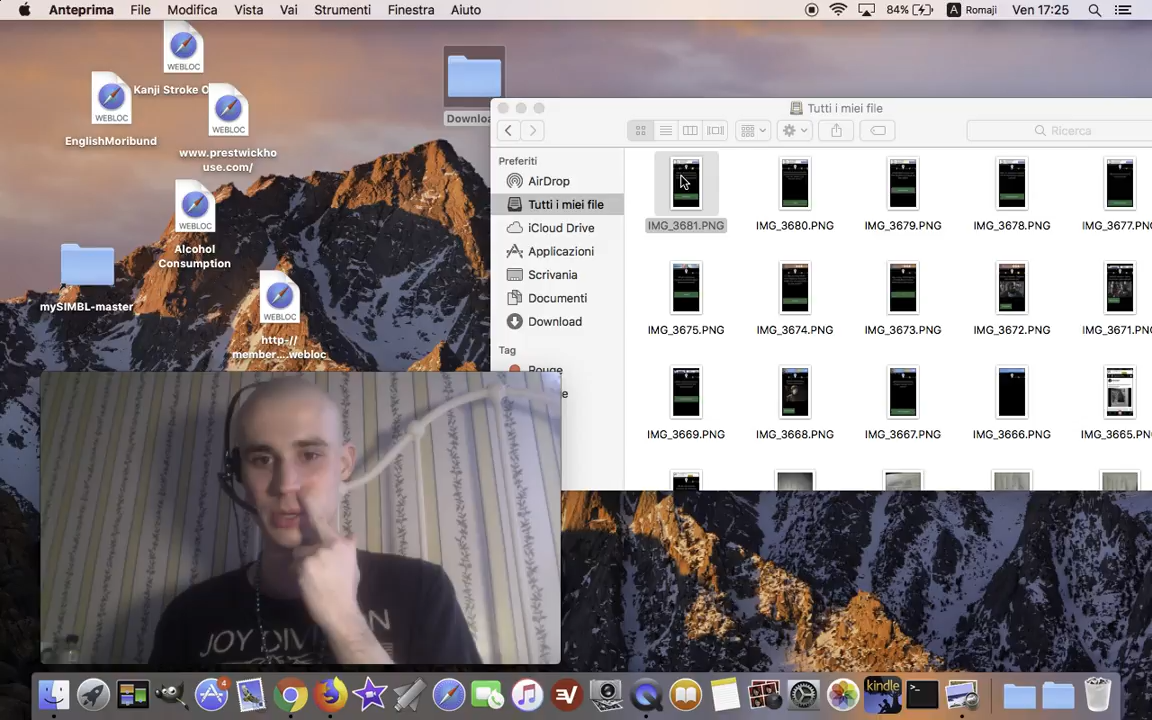 Anteprima File Modifica Vista Vai Strumenti Finestra Aiuto 84% A Romaji Ven 17:25
WEBLOC
Kanji Stroke O
WEBLOC
EnglishMoribund
WEBLOC
www.prestwickho
use.com/
WEBLOC
Alcohol
Consumption
mySIMBL-master
WEBLOC
http-//
member....webloc
Downloa
Tutti i miei file
Ricerca
Preferiti
AirDrop
Tutti i miei file
iCloud Drive
Applicazioni
Scrivania
Documenti
Download
Tag
Rouge
IMG_3681.PNG IMG_3680.PNG IMG_3679.PNG IMG_3678.PNG IMG_3677.PNG
IMG_3675.PNG IMG_3674.PNG IMG_3673.PNG IMG_3672.PNG IMG_3671.PNG
IMG_3669.PNG IMG_3668.PNG IMG_3667.PNG IMG_3666.PNG IMG_3665.PNG
JOY DIVISION
4
kindle